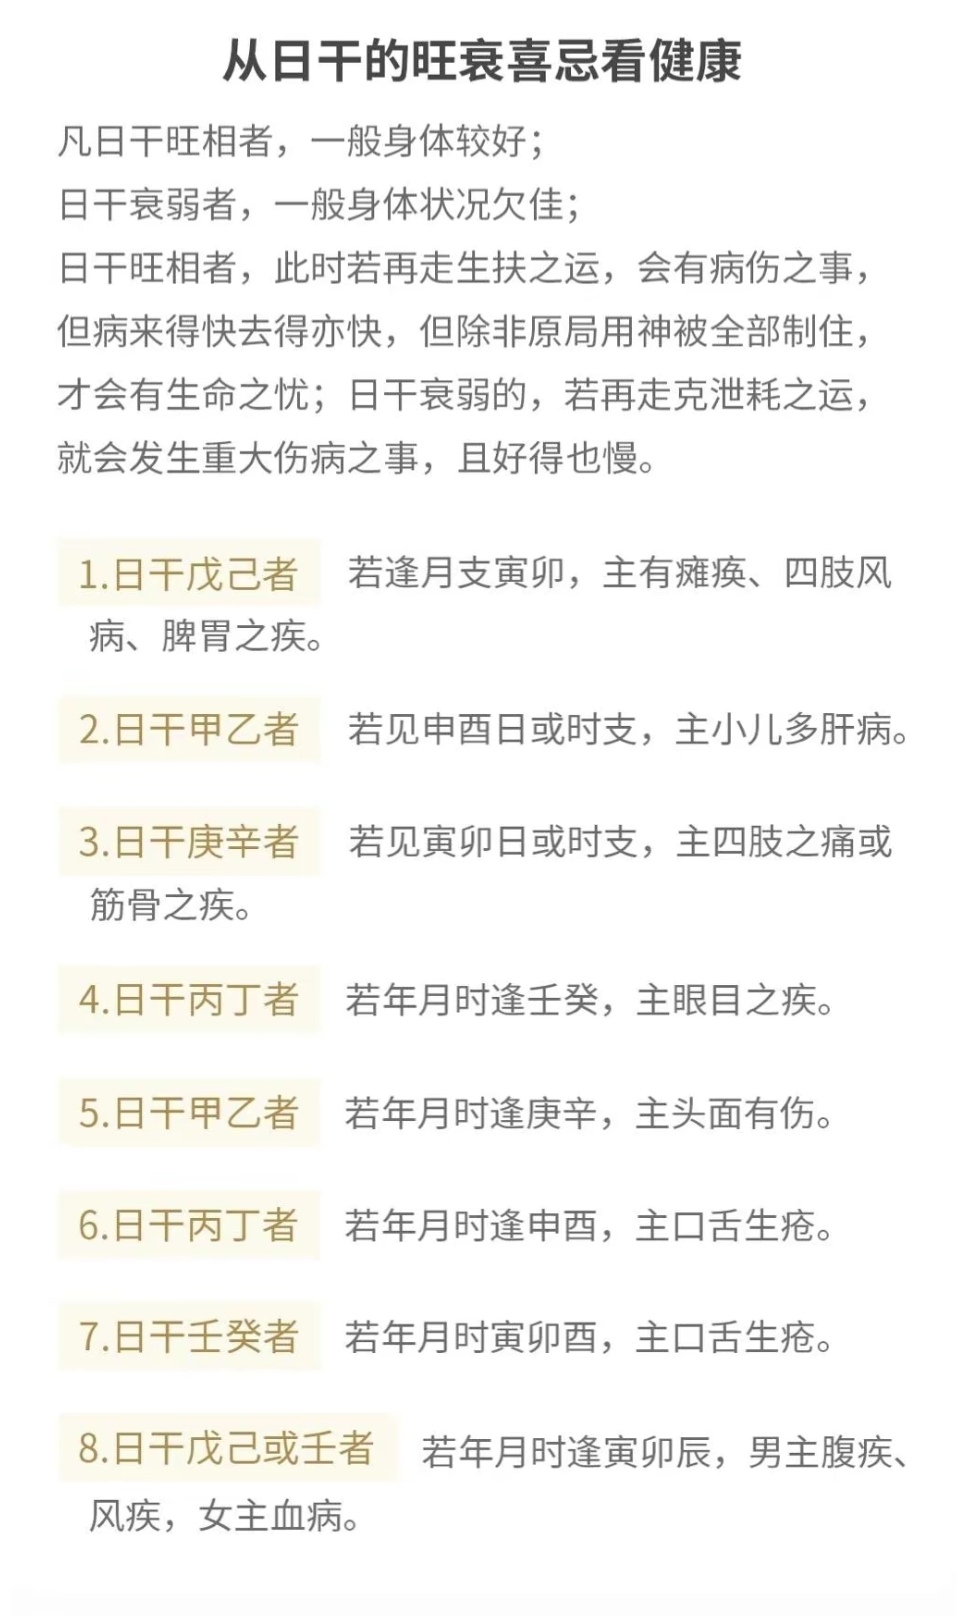 从日干的旺衰喜忌看健康
凡日干旺相者，一般身体较好；
日干衰弱者，一般身体状况欠佳；
日干旺相者，此时若再走生扶之运，会有病伤之事，
但病来得快去得亦快，但除非原局用神被全部制住，
才会有生命之忧；日干衰弱的，若再走克泄耗之运，
就会发生重大伤病之事，且好得也慢。
1.日干戊己者 若逢月支寅卯，主有瘫痪、四肢风
病、脾胃之疾。
2.日干甲乙者 若见申酉日或时支，主小儿多肝病。
3.日干庚辛者 若见寅卯日或时支，主四肢之痛或
筋骨之疾。
4.日干丙丁者 若年月时逢壬癸，主眼目之疾。
5.日干甲乙者 若年月时逢庚辛，主头面有伤。
6.日干丙丁者 若年月时逢申酉，主口舌生疮。
7.日干壬癸者 若年月时寅卯酉，主口舌生疮。
8.日干戊己或壬者 若年月时逢寅卯辰，男主腹疾、
风疾，女主血病。